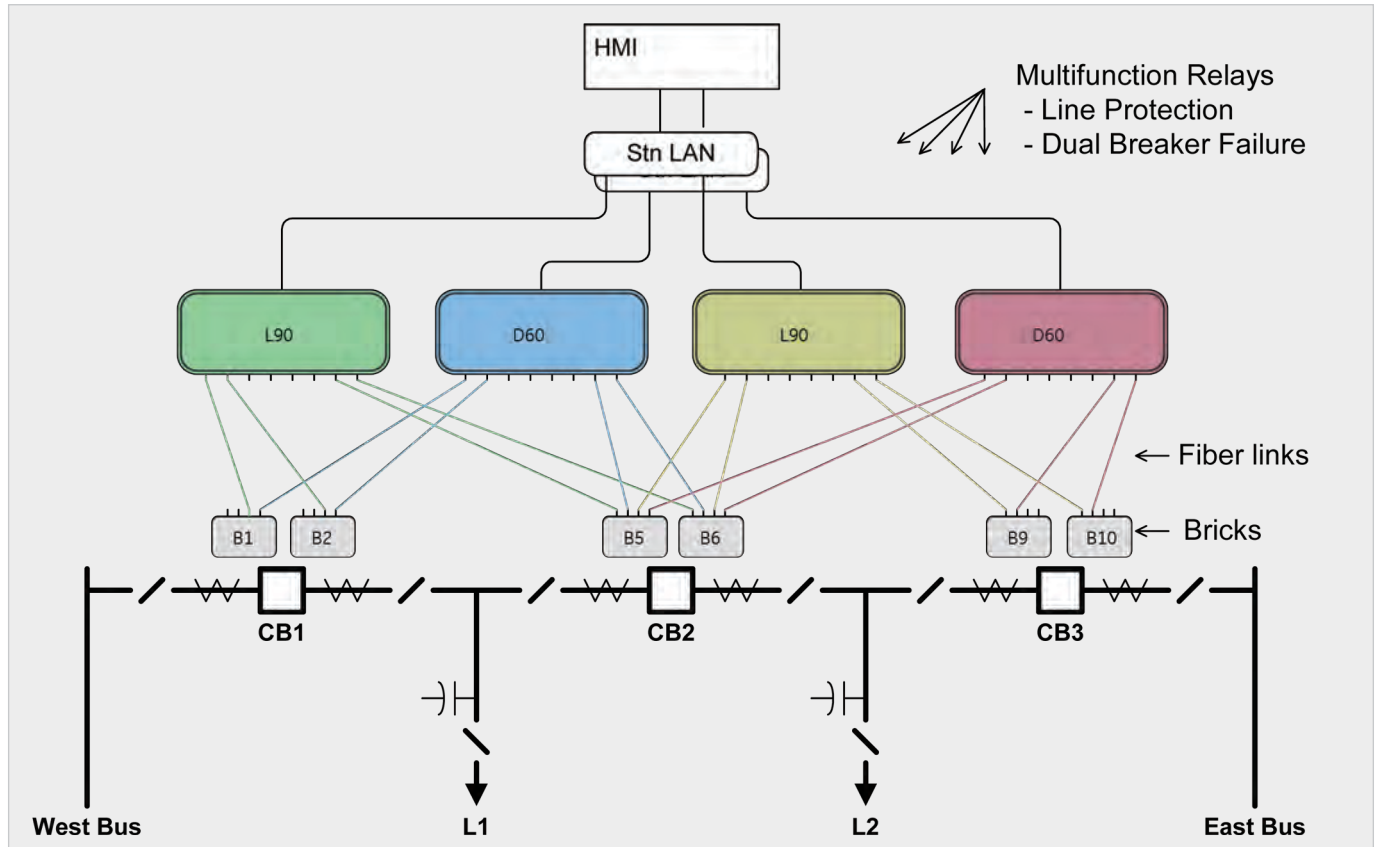 HMI
Multifunction Relays
- Line Protection
- Dual Breaker Failure
Stn LAN
L90
D60
L90
D60
Fiber links
B1
B2
B5
B6
B9
B10
Bricks
CB1
CB2
CB3
West Bus
L1
L2
East Bus